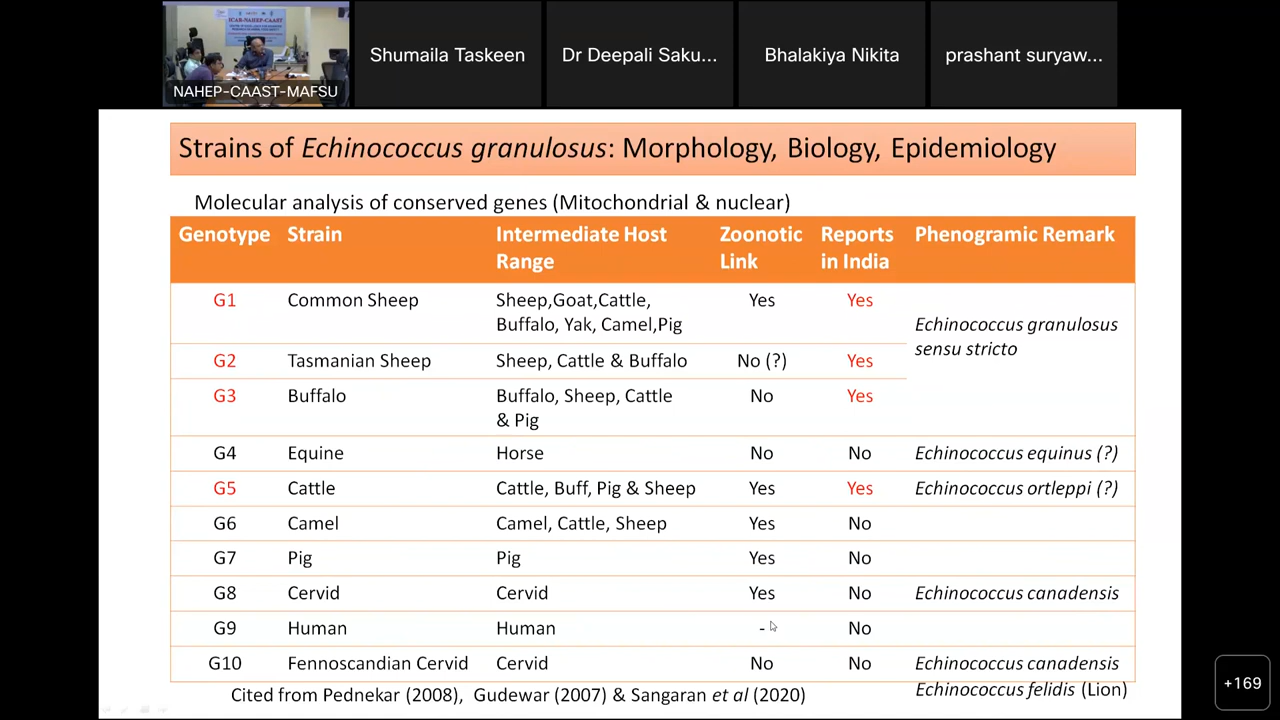 ICAR-NAHEP-CAAST
NAHEP-CAAST-MAFSU
Shumaila Taskeen
Dr Deepali Saku...
Bhalakiya Nikita
prashant suryaw...
Strains of Echinococcus granulosus: Morphology, Biology, Epidemiology
Molecular analysis of conserved genes (Mitochondrial & nuclear)
Genotype Strain Intermediate Host Range Zoonotic Link Reports in India Phenogramic Remark
G1 Common Sheep Sheep,Goat,Cattle, Buffalo, Yak, Camel,Pig Yes Yes
Echinococcus granulosus sensu stricto
G2 Tasmanian Sheep Sheep, Cattle & Buffalo No (?) Yes
G3 Buffalo Buffalo, Sheep, Cattle & Pig No Yes
G4 Equine Horse No No Echinococcus equinus (?)
G5 Cattle Cattle, Buff, Pig & Sheep Yes Yes Echinococcus ortleppi (?)
G6 Camel Camel, Cattle, Sheep Yes No
G7 Pig Pig Yes No
G8 Cervid Cervid Yes No Echinococcus canadensis
G9 Human Human - No
G10 Fennoscandian Cervid Cervid No No Echinococcus canadensis
Echinococcus felidis (Lion)
Cited from Pednekar (2008), Gudewar (2007) & Sangaran et al (2020)
+169